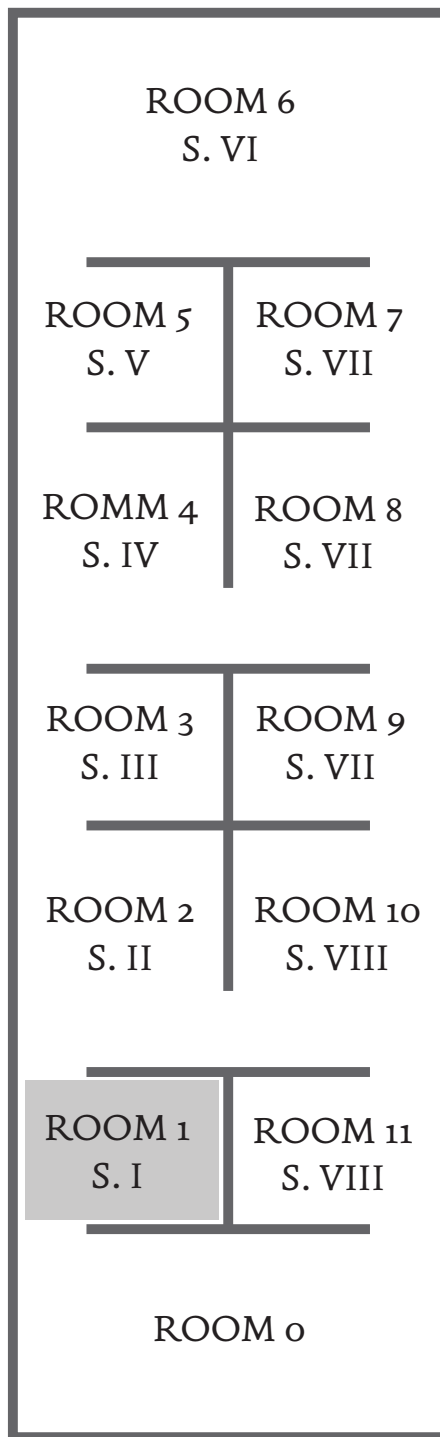 ROOM 6
S. VI
ROOM 5
S. V
ROOM 7
S. VII
ROMM 4
S. IV
ROOM 8
S. VII
ROOM 3
S. III
ROOM 9
S. VII
ROOM 2
S. II
ROOM 10
S. VIII
ROOM 1
S. I
ROOM 11
S. VIII
ROOM 0